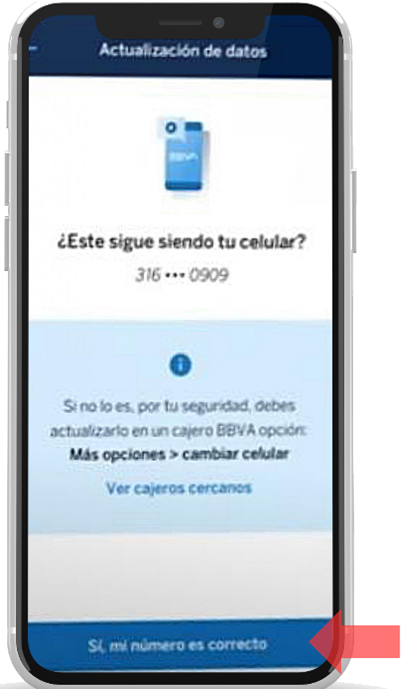 Actualización de datos
BBVA
¿Este sigue siendo tu celular?
316 ••• 0909
Si no lo es, por tu seguridad, debes
actualizarlo en un cajero BBVA opción:
Más opciones > cambiar celular
Ver cajeros cercanos
Sí, mi número es correcto